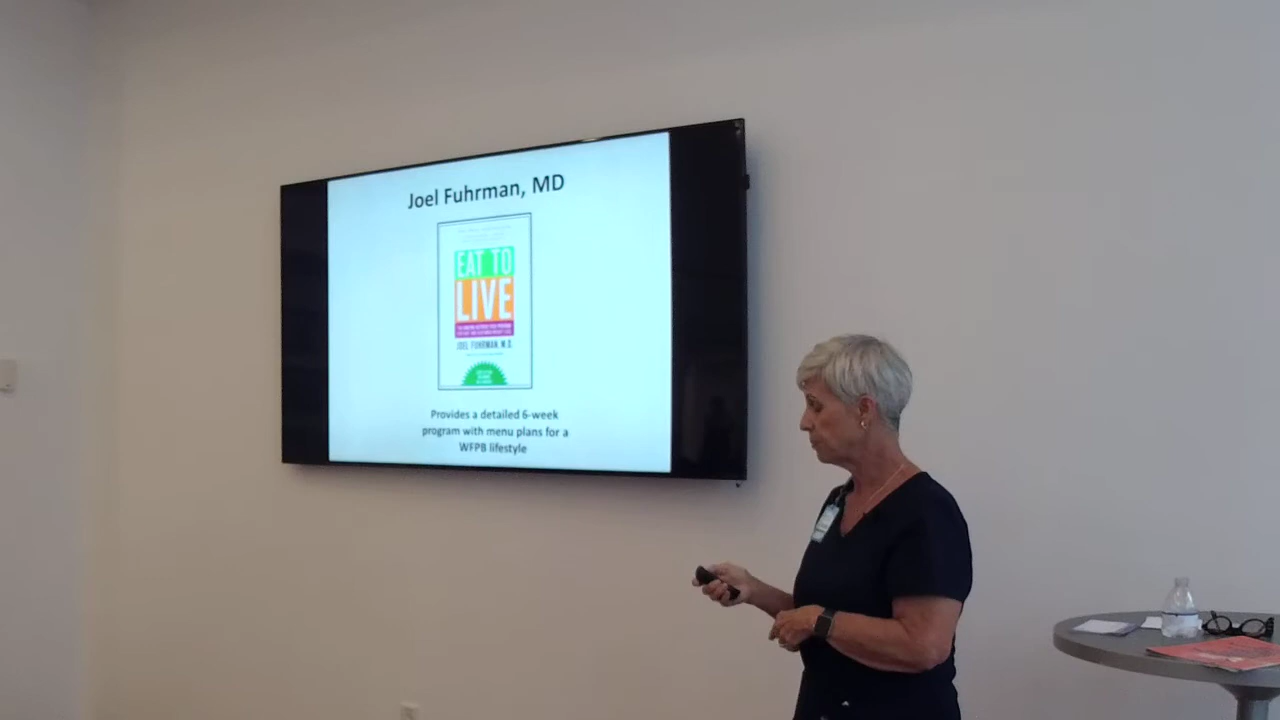 Joel Fuhrman, MD
EAT TO
LIVE
JOEL FUHRMAN, M.D.
Provides a detailed 6-week
program with menu plans for a
WFPB lifestyle